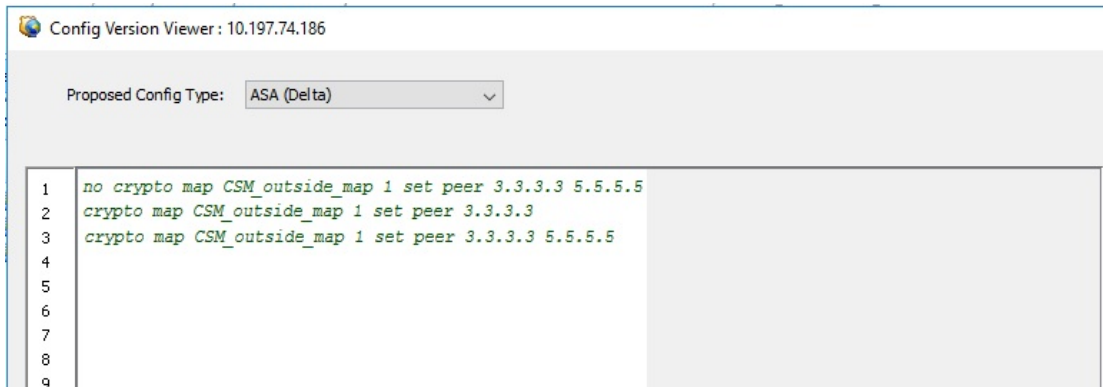 Config Version Viewer : 10.197.74.186
Proposed Config Type: ASA (Delta)
1 no crypto map CSM_outside_map 1 set peer 3.3.3.3 5.5.5.5
2 crypto map CSM_outside_map 1 set peer 3.3.3.3
3 crypto map CSM_outside_map 1 set peer 3.3.3.3 5.5.5.5
4
5
6
7
8
9